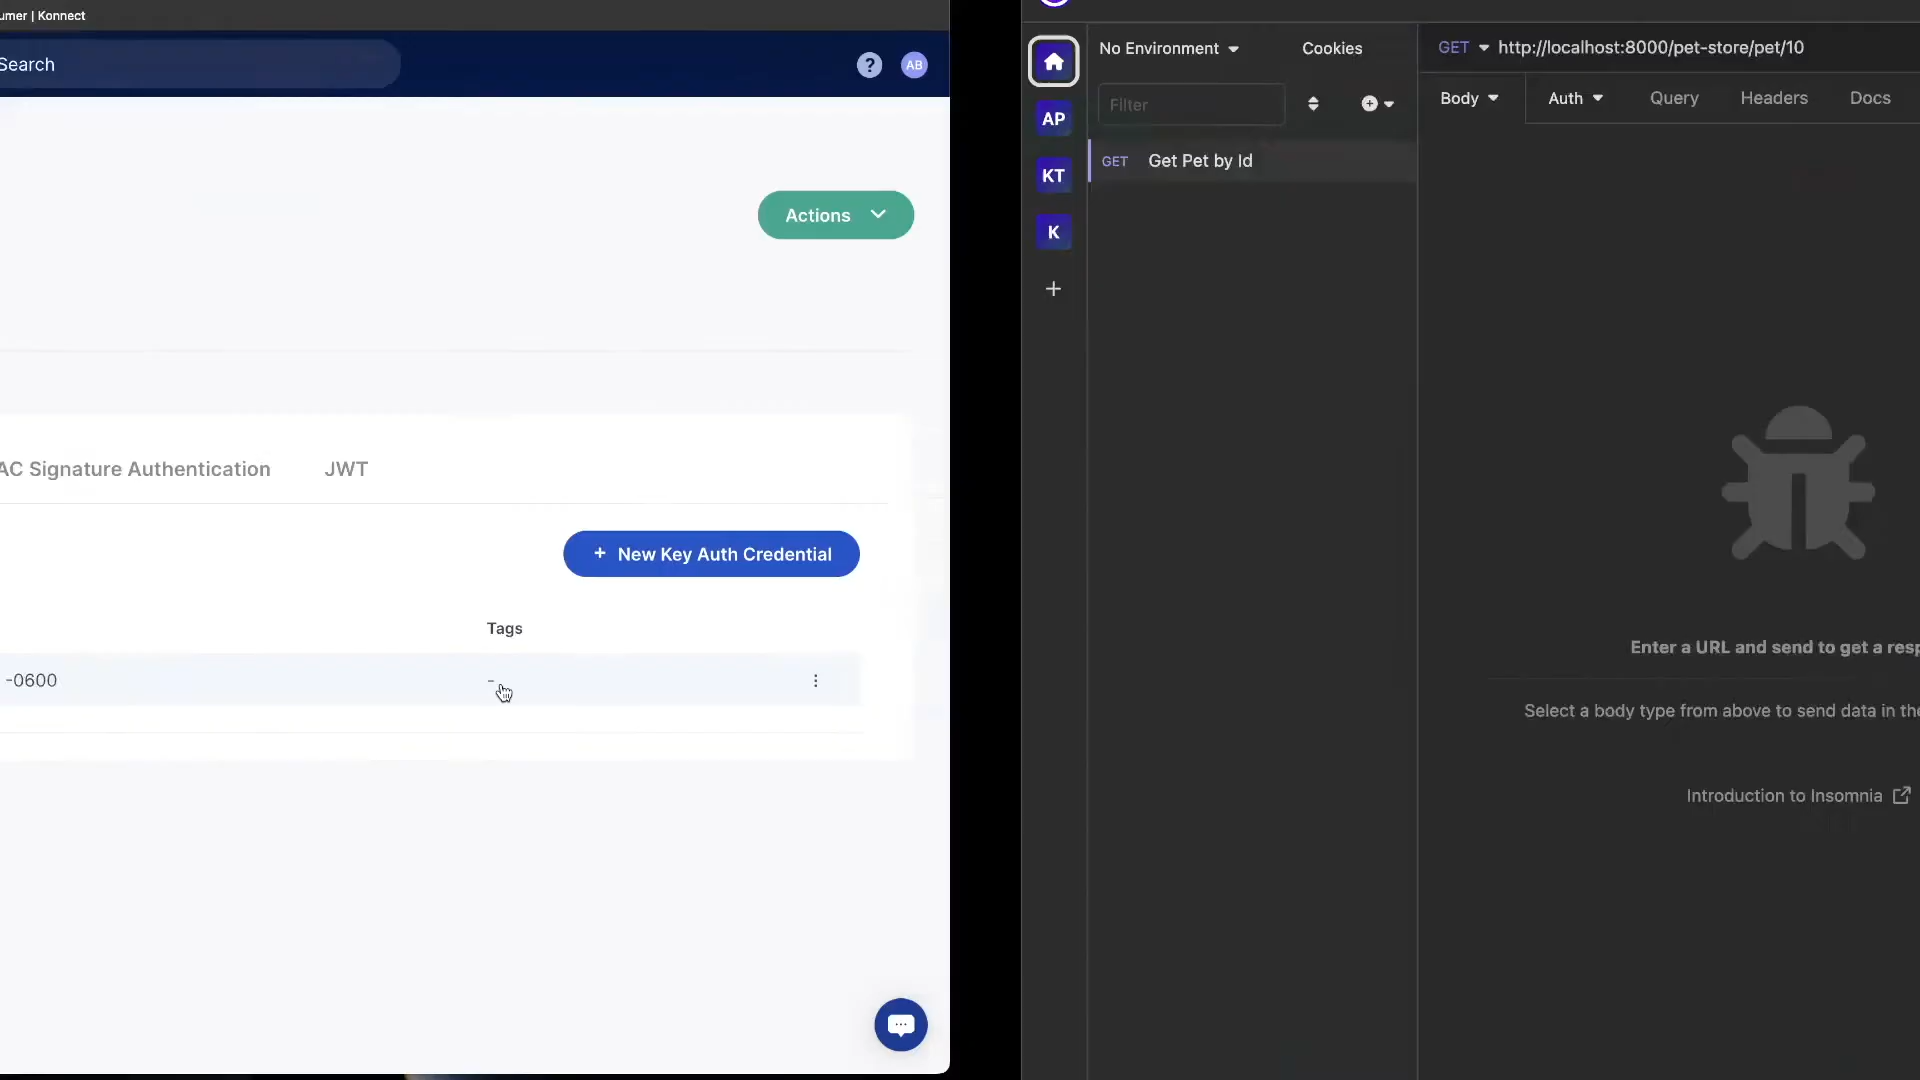 umer | Konnect
Search
?
AB
Actions
AC Signature Authentication
JWT
+ New Key Auth Credential
Tags
-0600
-
No Environment
Cookies
Filter
AP
KT
K
+
GET Get Pet by Id
GET http://localhost:8000/pet-store/pet/10
Body
Auth
Query
Headers
Docs
Enter a URL and send to get a resp
Select a body type from above to send data in the
Introduction to Insomnia